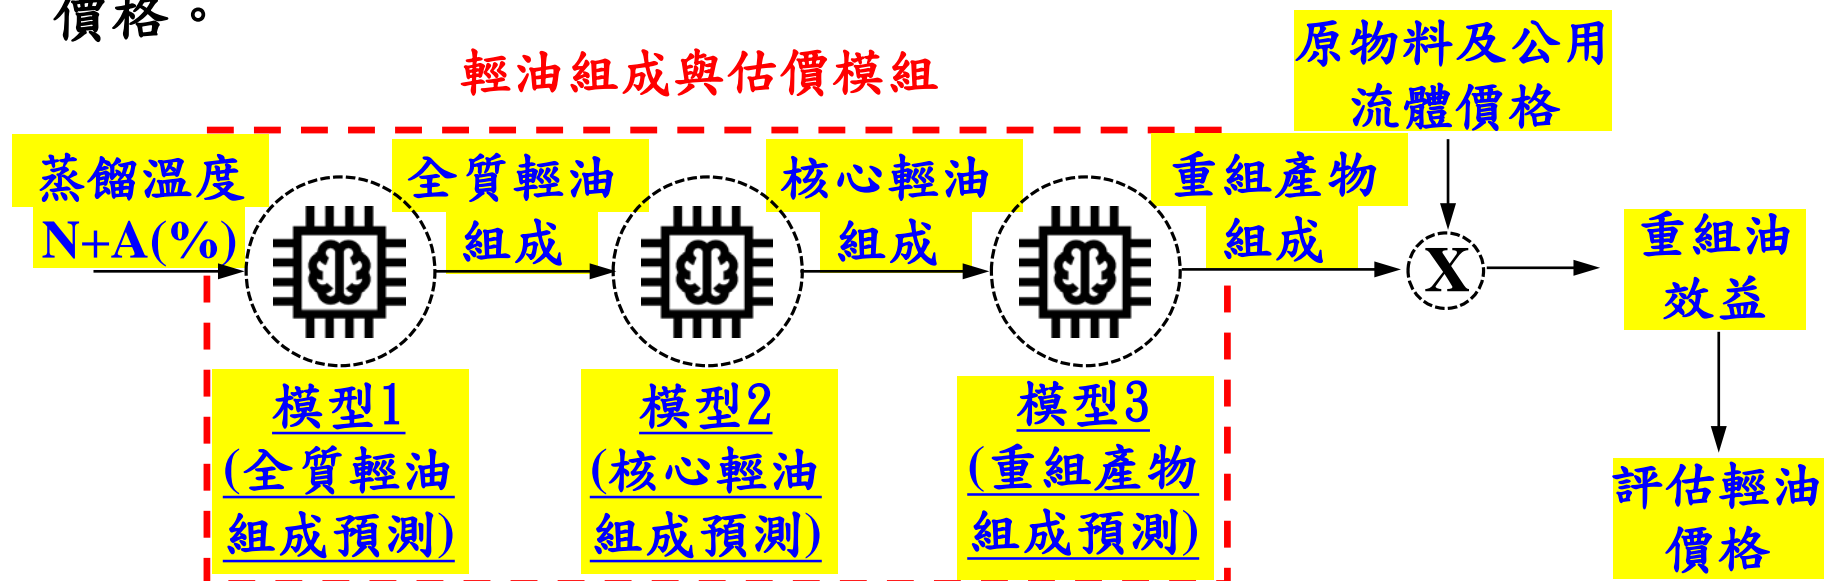 價格。
輕油組成與估價模組
原物料及公用
流體價格
蒸餾溫度
N+A(%)
全質輕油
組成
核心輕油
組成
重組產物
組成
X
重組油
效益
模型1
(全質輕油
組成預測)
模型2
(核心輕油
組成預測)
模型3
(重組產物
組成預測)
評估輕油
價格